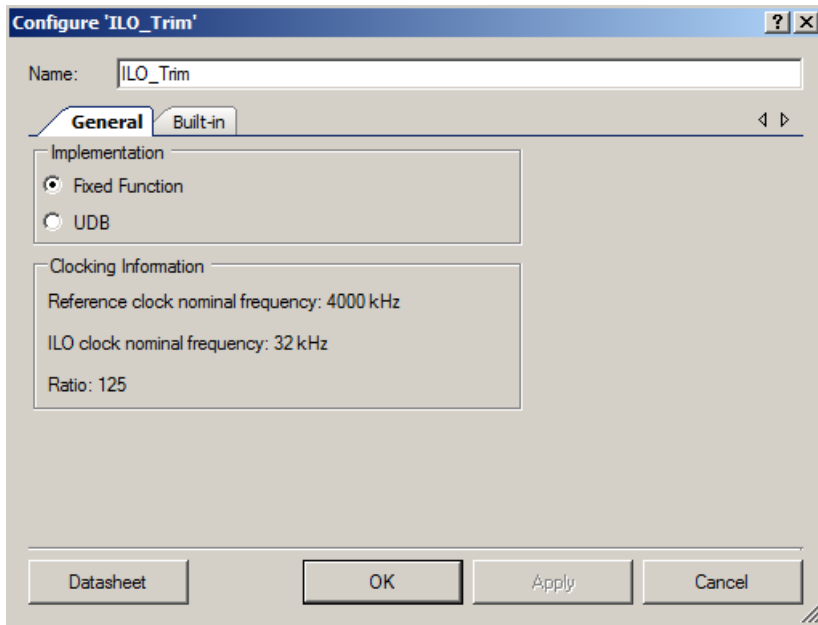 Configure 'ILO_Trim'
Name: ILO_Trim
General Built-in
Implementation
Fixed Function
UDB
Clocking Information
Reference clock nominal frequency: 4000 kHz
ILO clock nominal frequency: 32 kHz
Ratio: 125
Datasheet OK Apply Cancel